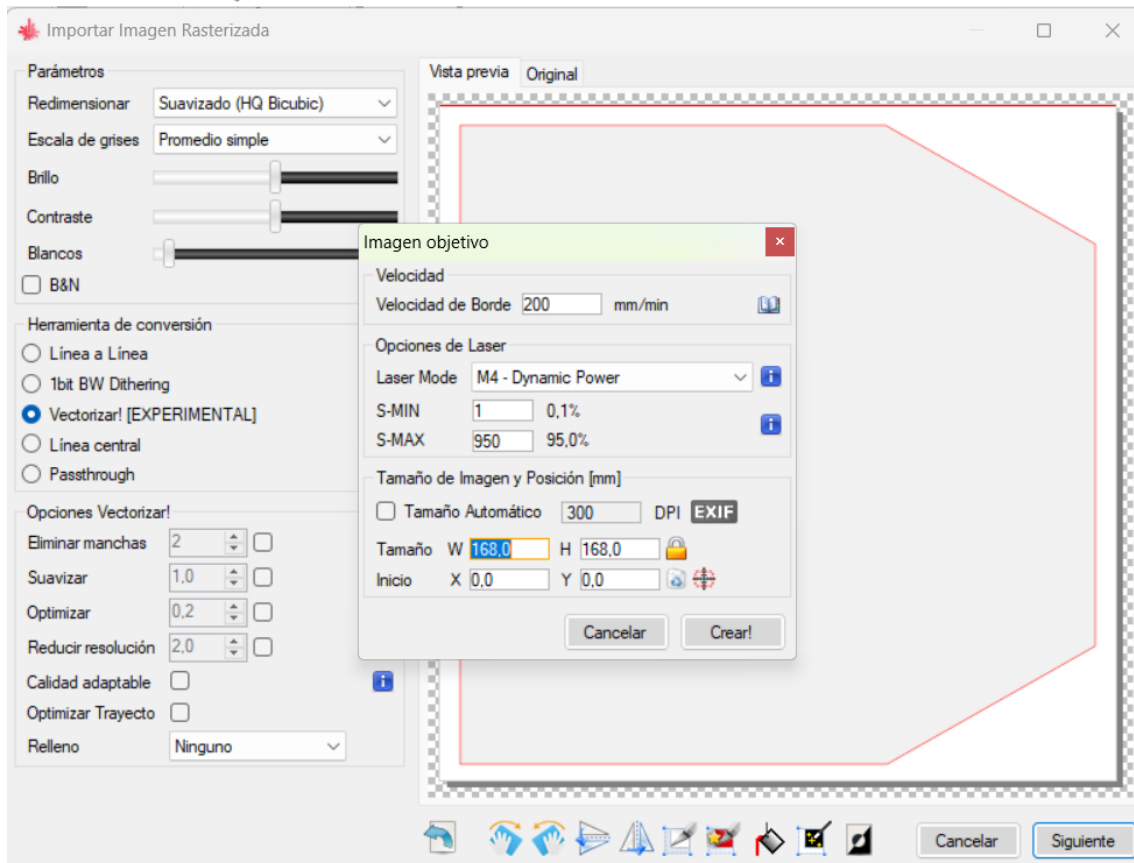 Importar Imagen Rasterizada
Parámetros
Redimensionar Suavizado (HQ Bicubic)
Escala de grises Promedio simple
Brillo
Contraste
Blancos
B&N
Herramienta de conversión
Línea a Línea
1bit BW Dithering
Vectorizar! [EXPERIMENTAL]
Línea central
Passthrough
Opciones Vectorizar!
Eliminar manchas 2
Suavizar 1,0
Optimizar 0,2
Reducir resolución 2,0
Calidad adaptable
Optimizar Trayecto
Relleno Ninguno
Vista previa Original
Imagen objetivo
Velocidad
Velocidad de Borde 200 mm/min
Opciones de Laser
Laser Mode M4 - Dynamic Power
S-MIN 1 0,1%
S-MAX 950 95,0%
Tamaño de Imagen y Posición [mm]
Tamaño Automático 300 DPI EXIF
Tamaño W 168,0 H 168,0
Inicio X 0,0 Y 0,0
Cancelar Crear!
Cancelar Siguiente